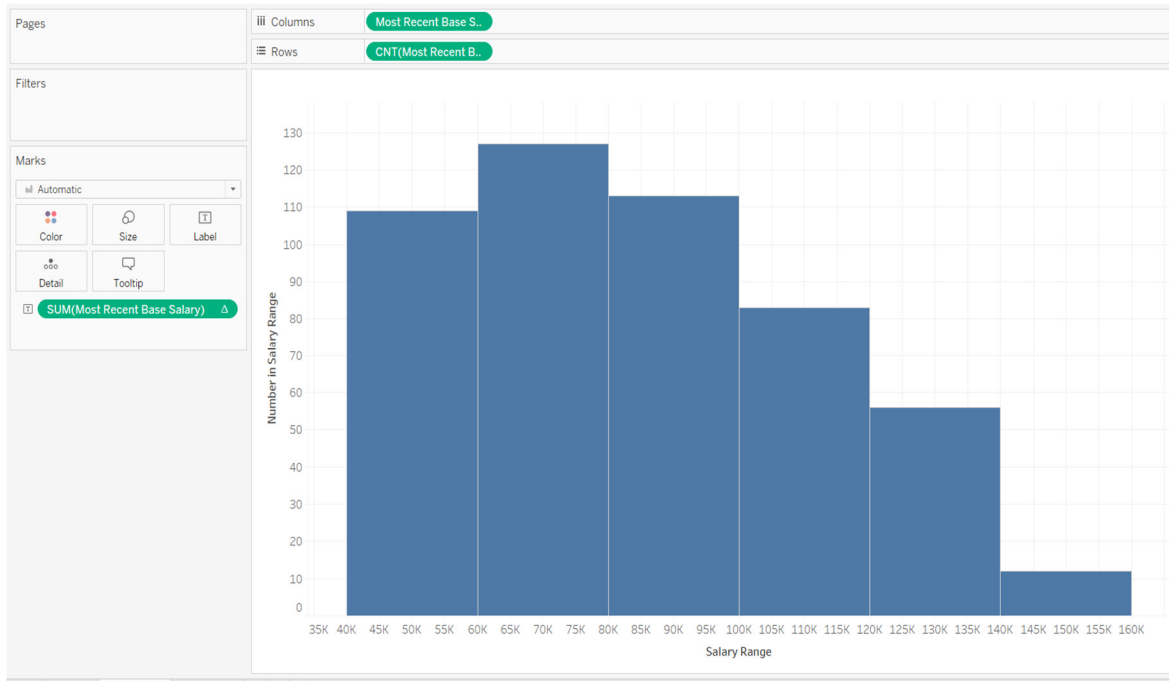 Pages
Columns
Most Recent Base S..
Rows
CNT(Most Recent B..
Filters
Marks
Automatic
Color
Size
Label
Detail
Tooltip
SUM(Most Recent Base Salary) Δ
Number in Salary Range
130
120
110
100
90
80
70
60
50
40
30
20
10
0
35K 40K 45K 50K 55K 60K 65K 70K 75K 80K 85K 90K 95K 100K 105K 110K 115K 120K 125K 130K 135K 140K 145K 150K 155K 160K
Salary Range